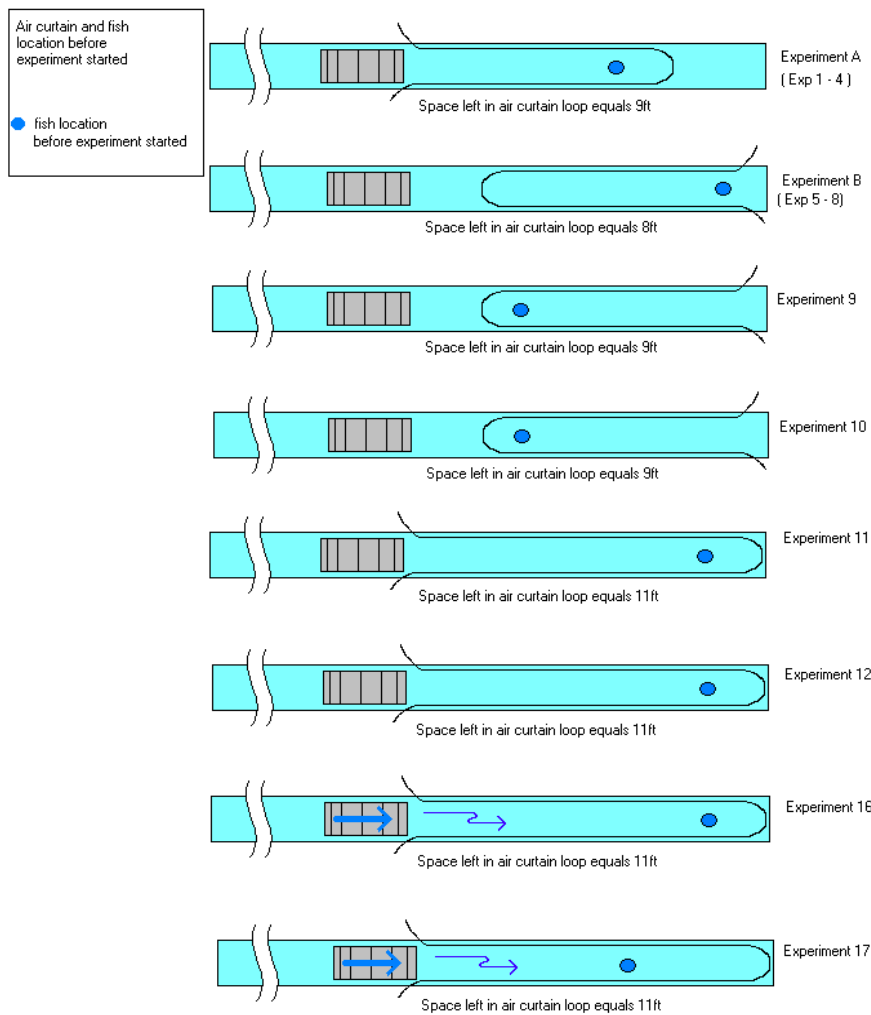 Air curtain and fish
location before
experiment started
fish location
before experiment started
Experiment A
( Exp 1 - 4 )
Space left in air curtain loop equals 9ft
Experiment B
( Exp 5 - 8)
Space left in air curtain loop equals 8ft
Experiment 9
Space left in air curtain loop equals 9ft
Experiment 10
Space left in air curtain loop equals 9ft
Experiment 11
Space left in air curtain loop equals 11ft
Experiment 12
Space left in air curtain loop equals 11ft
Experiment 16
Space left in air curtain loop equals 11ft
Experiment 17
Space left in air curtain loop equals 11ft